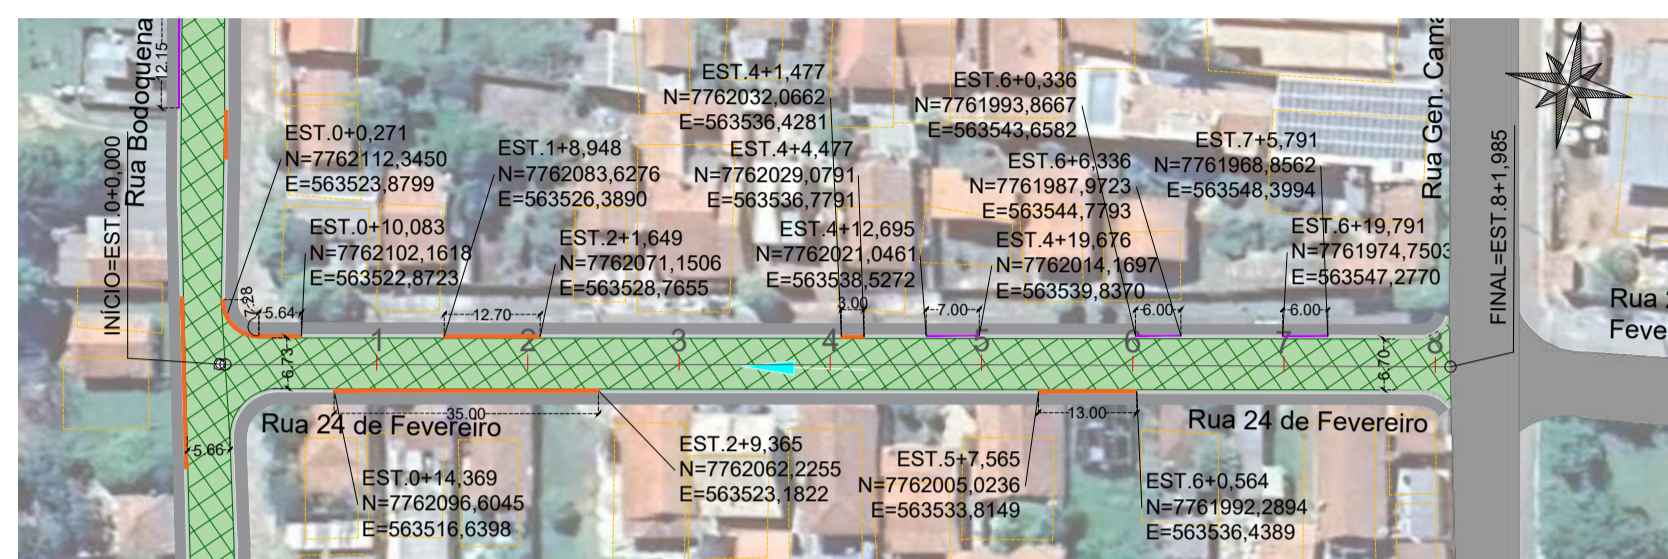 12.15
Rua Bodoquena
INÍCIO=EST.0+0,000
EST.0+0,271
N=7762112,3450
E=563523,8799
EST.0+10,083
N=7762102,1618
E=563522,8723
EST.1+8,948
N=7762083,6276
E=563526,3890
EST.2+1,649
N=7762071,1506
E=563528,7655
EST.4+1,477
N=7762032,0662
E=563536,4281
EST.4+4,477
N=7762029,0791
E=563536,7791
EST.4+12,695
N=7762021,0461
E=563538,5272
EST.6+0,336
N=7761993,8667
E=563543,6582
EST.6+6,336
N=7761987,9723
E=563544,7793
EST.4+19,676
N=7762014,1697
E=563539,8370
EST.7+5,791
N=7761968,8562
E=563548,3994
EST.6+19,791
N=7761974,7503
E=563547,2770
Rua Gen. Cama
FINAL=EST.8+1,985
Rua 2
Feve
7.28
5.64
12.70
3.00
7.00
6.00
6.00
0 1 2 3 4 5 6 7 8
6.73
6.70
35.00
13.00
5.66
Rua 24 de Fevereiro
Rua 24 de Fevereiro
EST.0+14,369
N=7762096,6045
E=563516,6398
EST.2+9,365
N=7762062,2255
E=563523,1822
EST.5+7,565
N=7762005,0236
E=563533,8149
EST.6+0,564
N=7761992,2894
E=563536,4389